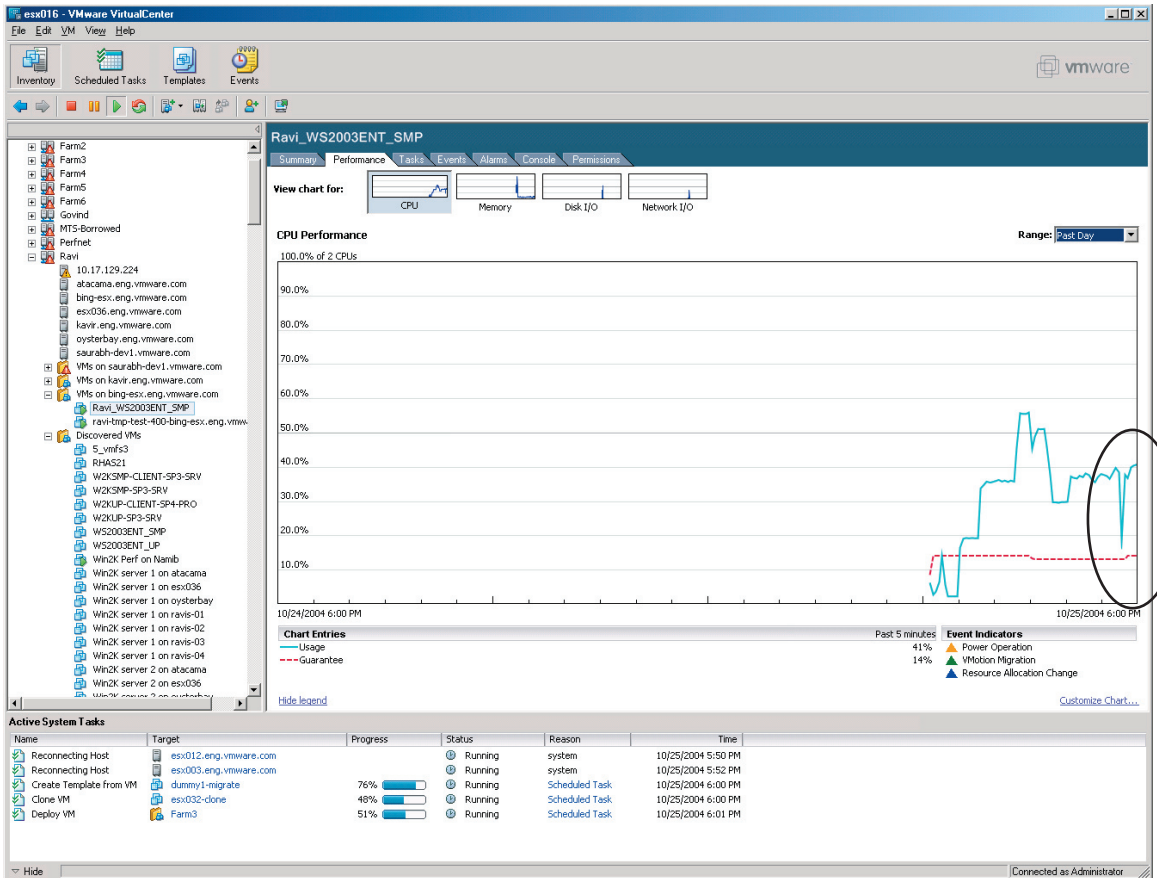 esx016 - VMware VirtualCenter
File Edit VM View Help
Inventory Scheduled Tasks Templates Events
vmware
Farm2
Farm3
Farm4
Farm5
Farm6
Govind
MTS-Borrowed
Perfnet
Ravi
10.17.129.224
atacama.eng.vmware.com
bing-esx.eng.vmware.com
esx036.eng.vmware.com
kavir.eng.vmware.com
oysterbay.eng.vmware.com
saurabh-dev1.vmware.com
VMs on saurabh-dev1.vmware.com
VMs on kavir.eng.vmware.com
VMs on bing-esx.eng.vmware.com
Ravi_WS2003ENT_SMP
ravi-tmp-test-400-bing-esx.eng.vmw
Discovered VMs
5_vmfs3
RHAS21
W2KSMP-CLIENT-SP3-SRV
W2KSMP-SP3-SRV
W2KUP-CLIENT-SP4-PRO
W2KUP-SP3-SRV
WS2003ENT_SMP
WS2003ENT_UP
Win2K Perf on Namib
Win2K server 1 on atacama
Win2K server 1 on esx036
Win2K server 1 on oysterbay
Win2K server 1 on ravis-01
Win2K server 1 on ravis-02
Win2K server 1 on ravis-03
Win2K server 1 on ravis-04
Win2K server 2 on atacama
Win2K server 2 on esx036
Win2K server 2 on oysterbay
Ravi_WS2003ENT_SMP
Summary Performance Tasks Events Alarms Console Permissions
View chart for:
CPU Memory Disk I/O Network I/O
CPU Performance
Range: Past Day
100.0% of 2 CPUs
90.0%
80.0%
70.0%
60.0%
50.0%
40.0%
30.0%
20.0%
10.0%
10/24/2004 6:00 PM 10/25/2004 6:00 PM
Chart Entries Past 5 minutes Event Indicators
Usage 41% Power Operation
Guarantee 14% VMotion Migration
Resource Allocation Change
Hide legend Customize Chart...
Active System Tasks
Name Target Progress Status Reason Time
Reconnecting Host esx012.eng.vmware.com Running system 10/25/2004 5:50 PM
Reconnecting Host esx003.eng.vmware.com Running system 10/25/2004 5:52 PM
Create Template from VM dummy1-migrate 76% Running Scheduled Task 10/25/2004 6:00 PM
Clone VM esx032-clone 48% Running Scheduled Task 10/25/2004 6:00 PM
Deploy VM Farm3 51% Running Scheduled Task 10/25/2004 6:01 PM
Hide Connected as Administrator